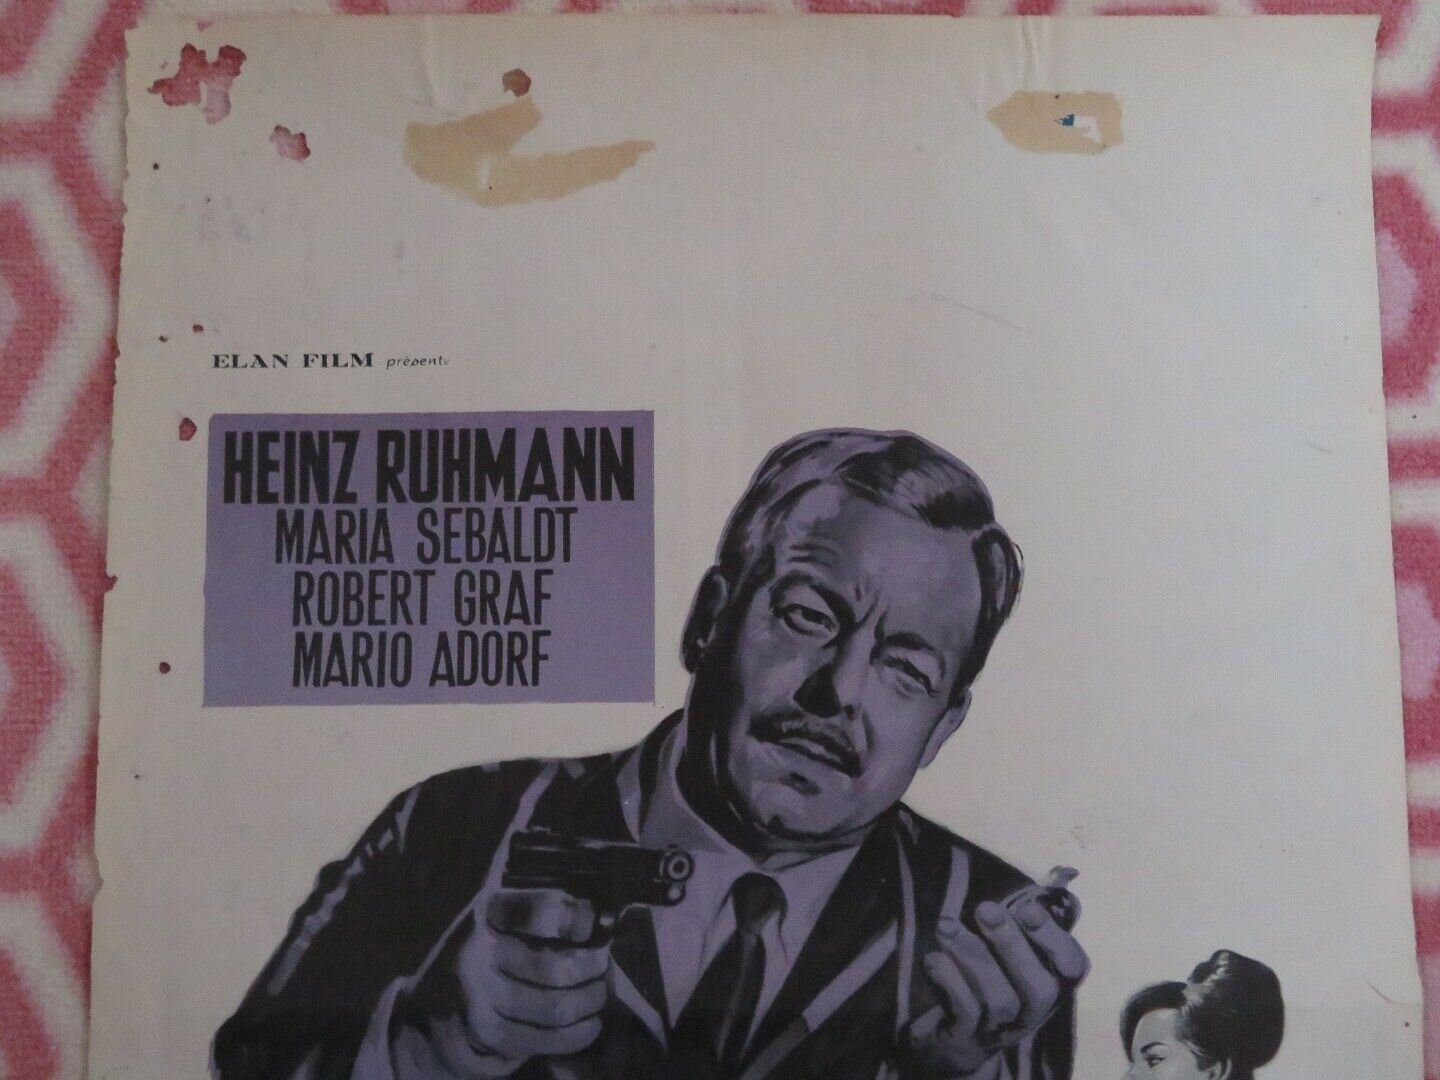 ELAN FILM présente
HEINZ RUHMANN
MARIA SEBALDT
ROBERT GRAF
MARIO ADORF